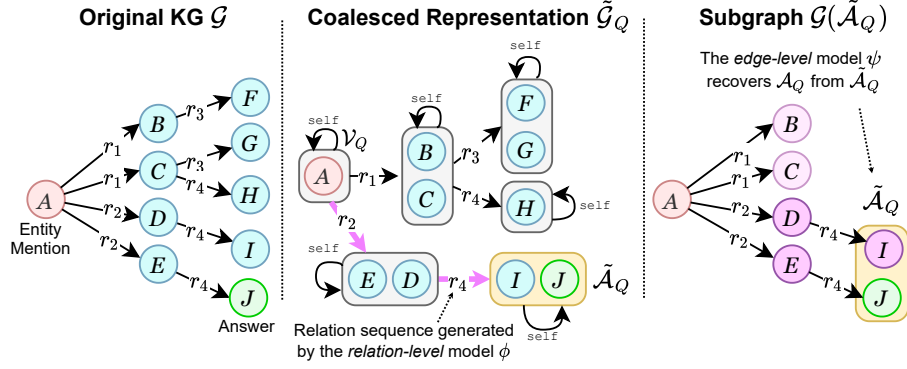 Original KG 𝒢
A
Entity
Mention
r₁
r₁
r₂
r₂
B
C
D
E
r₃
r₃
r₄
r₄
r₄
F
G
H
I
J
Answer
Coalesced Representation 𝒢̃_Q
self
𝒱_Q
A
r₁
r₂
self
B
C
r₃
r₄
self
F
G
H
self
self
E D
r₄
I J
𝒜̃_Q
self
Relation sequence generated
by the relation-level model ϕ
Subgraph 𝒢(𝒜̃_Q)
The edge-level model ψ
recovers 𝒜_Q from 𝒜̃_Q
A
r₁
r₁
r₂
r₂
B
C
D
E
r₄
r₄
𝒜̃_Q
I
J